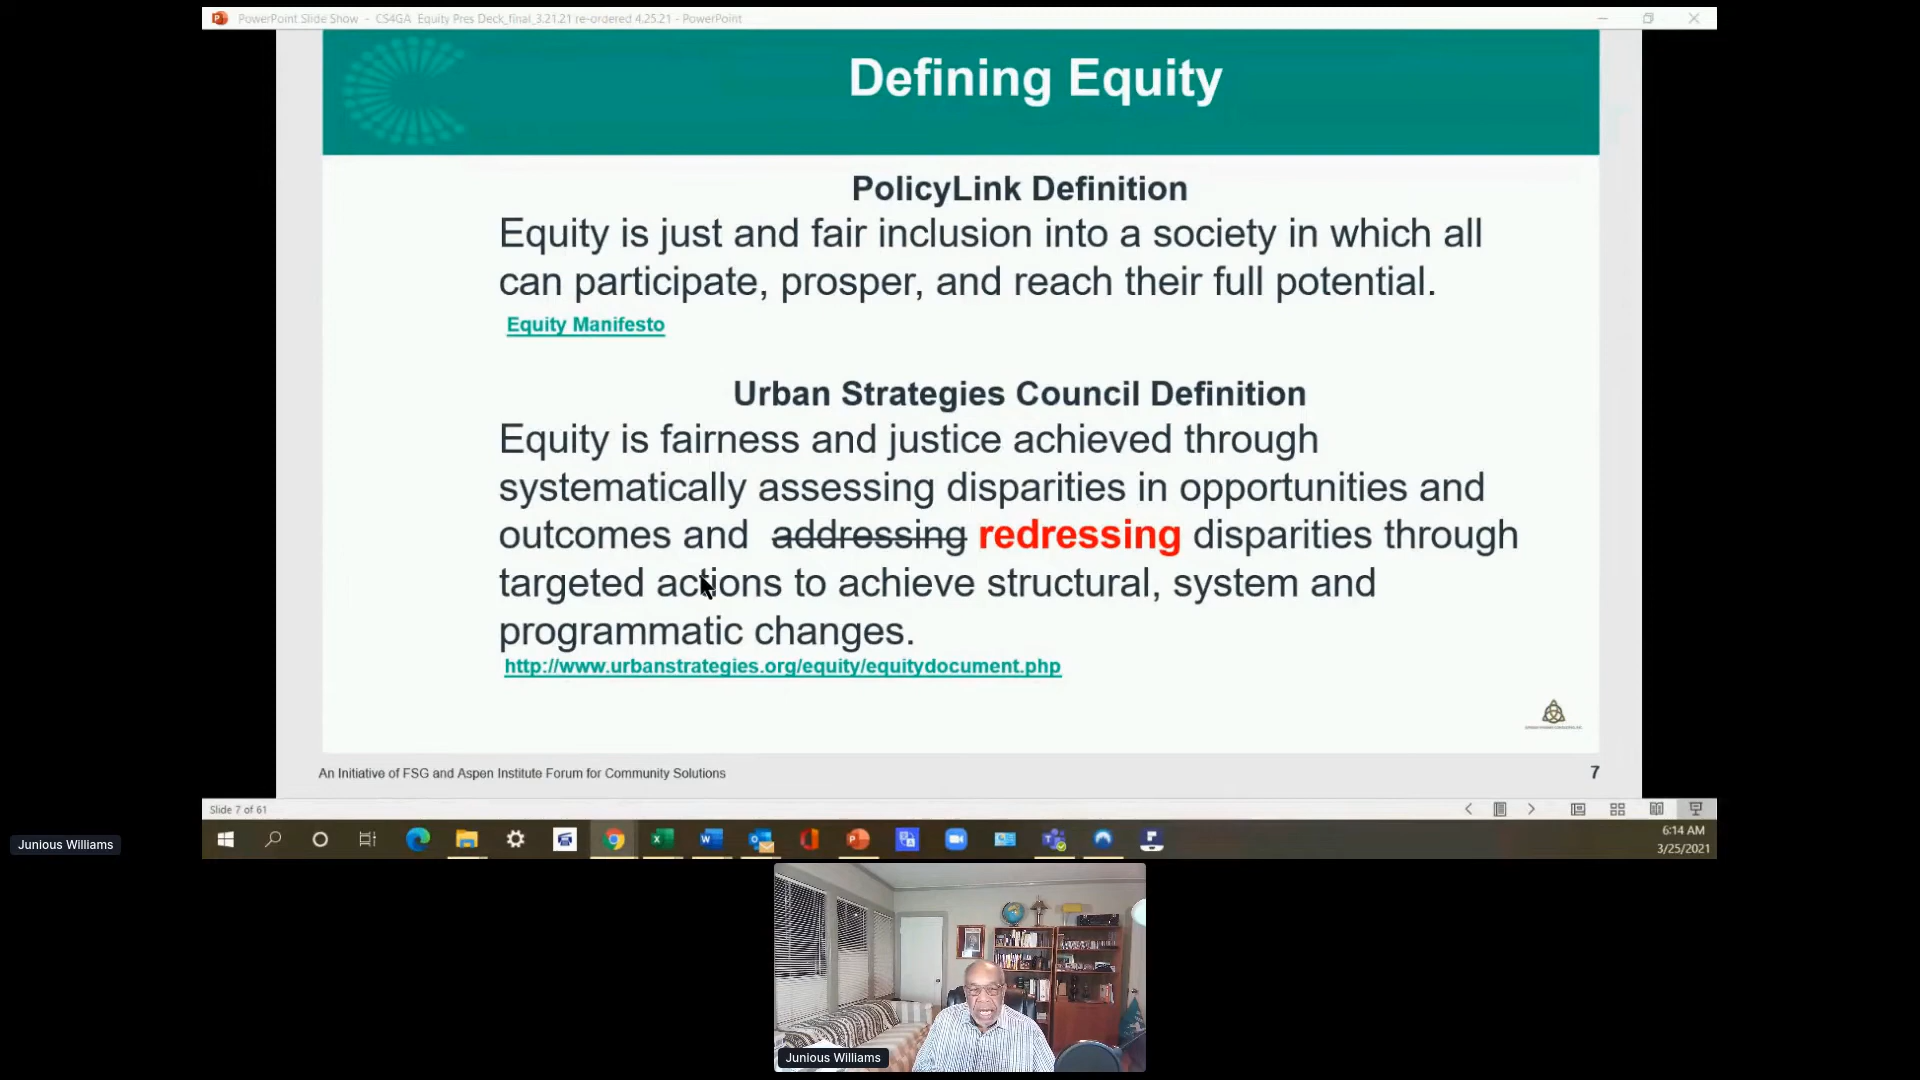 PowerPoint Slide Show - CS4GA Equity Pres Deck_final_3.21.21 re-ordered 4.25.21 - PowerPoint
Defining Equity
PolicyLink Definition
Equity is just and fair inclusion into a society in which all
can participate, prosper, and reach their full potential.
Equity Manifesto
Urban Strategies Council Definition
Equity is fairness and justice achieved through
systematically assessing disparities in opportunities and
outcomes and addressing redressing disparities through
targeted actions to achieve structural, system and
programmatic changes.
http://www.urbanstrategies.org/equity/equitydocument.php
An Initiative of FSG and Aspen Institute Forum for Community Solutions
7
Slide 7 of 61
6:14 AM
3/25/2021
Junious Williams
Junious Williams